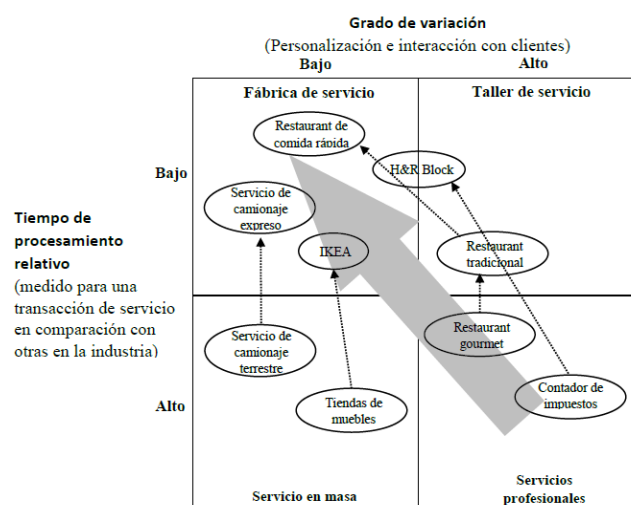 Grado de variación
(Personalización e interacción con clientes)
Bajo
Alto
Fábrica de servicio
Taller de servicio
Restaurant de
comida rápida
Bajo
H&R Block
Servicio de
camionaje
expreso
Tiempo de
procesamiento
relativo
(medido para una
transacción de servicio
en comparación con
otras en la industria)
IKEA
Restaurant
tradicional
Servicio de
camionaje
terrestre
Restaurant
gourmet
Alto
Tiendas de
muebles
Contador de
impuestos
Servicio en masa
Servicios
profesionales